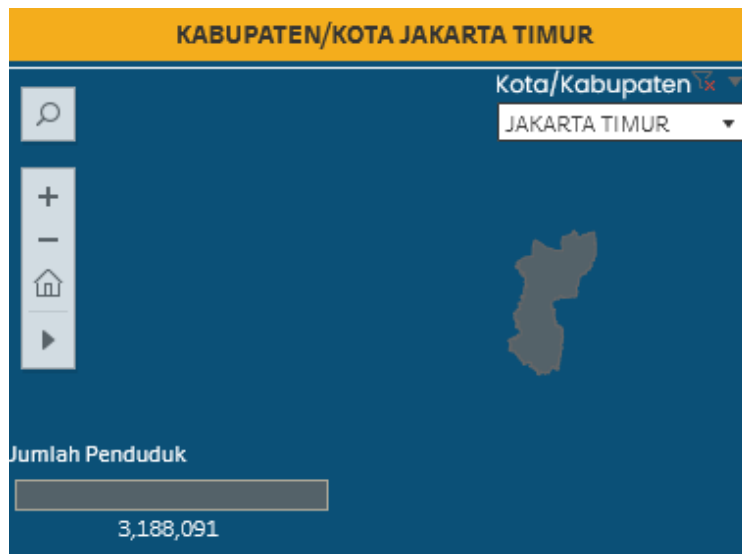 KABUPATEN/KOTA JAKARTA TIMUR
Kota/Kabupaten
JAKARTA TIMUR
Jumlah Penduduk
3,188,091